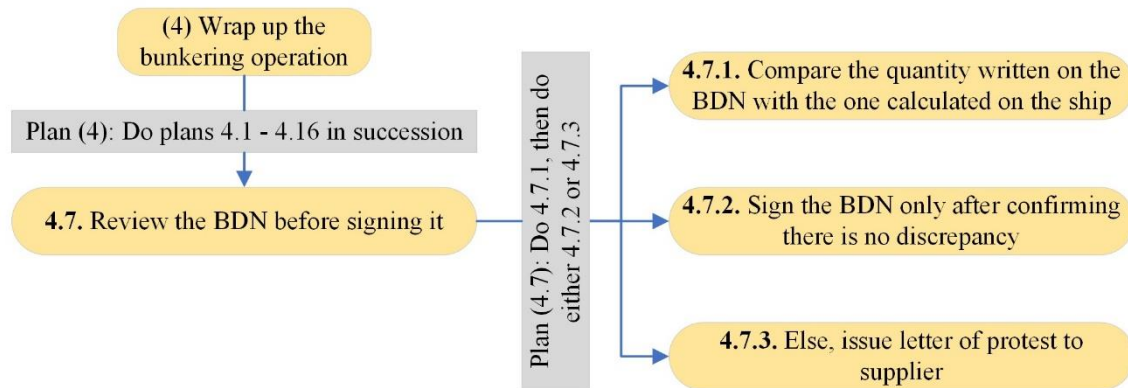 (4) Wrap up the
bunkering operation
Plan (4): Do plans 4.1 - 4.16 in succession
4.7. Review the BDN before signing it
Plan (4.7): Do 4.7.1, then do
either 4.7.2 or 4.7.3
4.7.1. Compare the quantity written on the
BDN with the one calculated on the ship
4.7.2. Sign the BDN only after confirming
there is no discrepancy
4.7.3. Else, issue letter of protest to
supplier